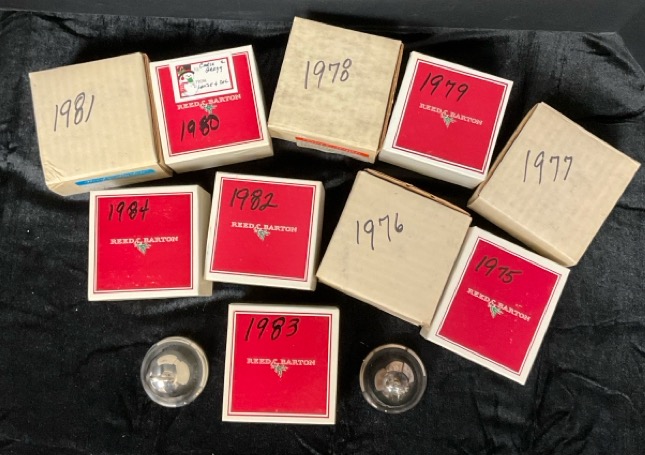 1981
REED & BARTON
1980
1978
1979
REED & BARTON
1977
1984
REED & BARTON
1982
REED & BARTON
1976
1975
REED & BARTON
1983
REED & BARTON